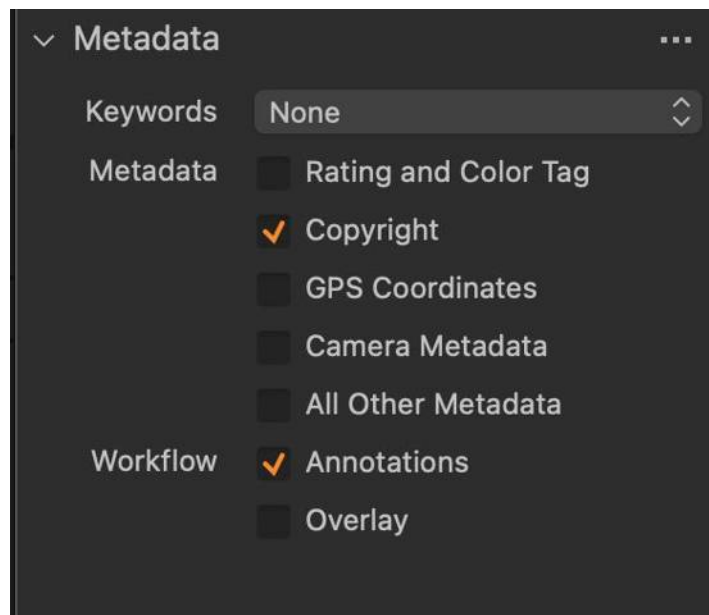 Metadata
Keywords None
Metadata Rating and Color Tag
Copyright
GPS Coordinates
Camera Metadata
All Other Metadata
Workflow Annotations
Overlay